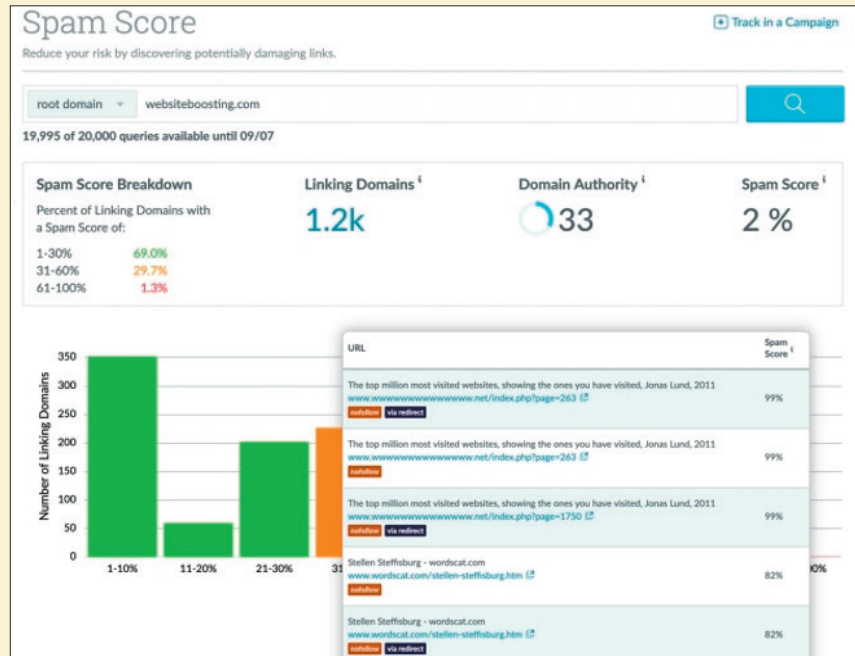 Spam Score
Track in a Campaign
Reduce your risk by discovering potentially damaging links.
root domain
websiteboosting.com
19,995 of 20,000 queries available until 09/07
Spam Score Breakdown
Linking Domains i
Domain Authority i
Spam Score i
Percent of Linking Domains with
a Spam Score of:
1.2k
33
2 %
1-30% 69.0%
31-60% 29.7%
61-100% 1.3%
Number of Linking Domains
350
300
250
200
150
100
50
0
1-10%
11-20%
21-30%
31
0%
URL
Spam
Score i
The top million most visited websites, showing the ones you have visited, Jonas Lund, 2011
www.wwwwwwwwwwwwwwww.net/index.php?page=263
99%
nofollow via redirect
The top million most visited websites, showing the ones you have visited, Jonas Lund, 2011
www.wwwwwwwwwwwwwwww.net/index.php?page=263
99%
nofollow
The top million most visited websites, showing the ones you have visited, Jonas Lund, 2011
www.wwwwwwwwwwwwwwww.net/index.php?page=1750
99%
nofollow via redirect
Stellen Steffisburg - wordscat.com
www.wordscat.com/stellen-steffisburg.htm
82%
nofollow
Stellen Steffisburg - wordscat.com
www.wordscat.com/stellen-steffisburg.htm
82%
nofollow via redirect